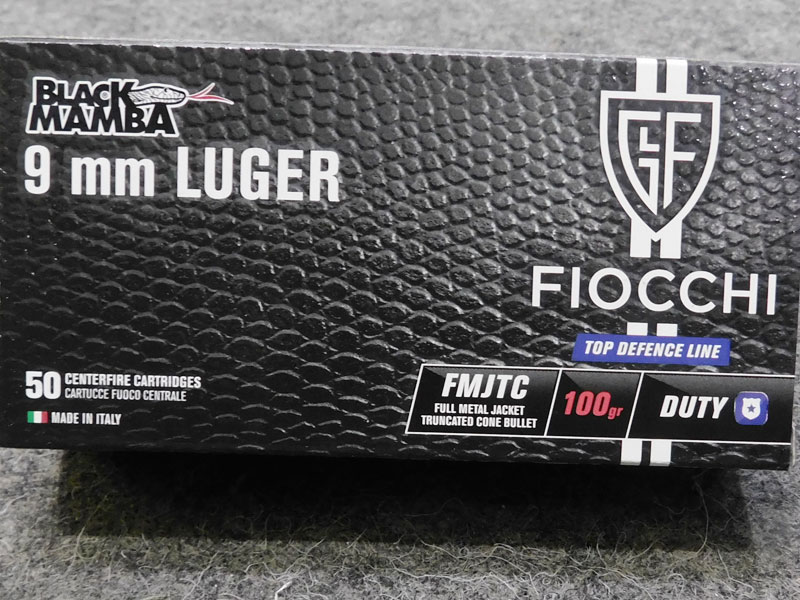 BLACK
MAMBA
9 mm LUGER
GFL
FIOCCHI
TOP DEFENCE LINE
50 CENTERFIRE CARTRIDGES
CARTUCCE FUOCO CENTRALE
MADE IN ITALY
FMJTC
FULL METAL JACKET
TRUNCATED CONE BULLET
100gr
DUTY